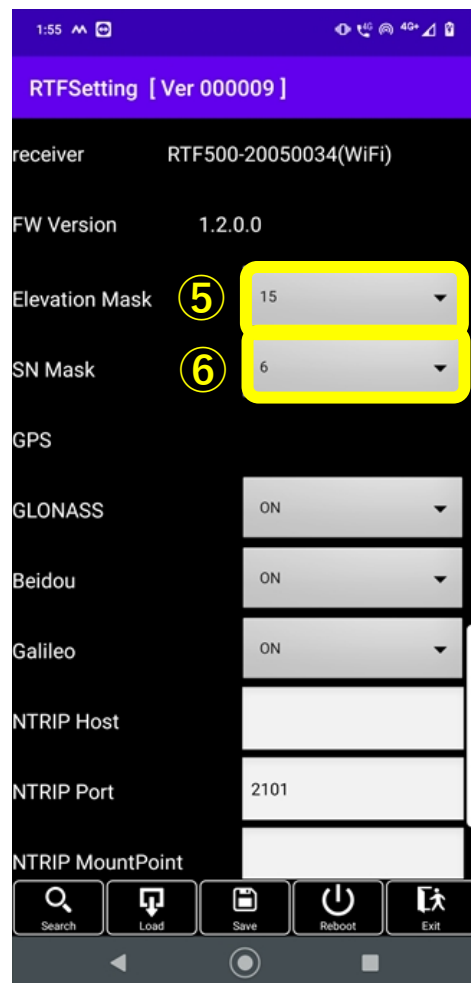 1:55 4G 4G+
RTFSetting [ Ver 000009 ]
receiver RTF500-20050034(WiFi)
FW Version 1.2.0.0
Elevation Mask ⑤ 15
SN Mask ⑥ 6
GPS
GLONASS ON
Beidou ON
Galileo ON
NTRIP Host
NTRIP Port 2101
NTRIP MountPoint
Search Load Save Reboot Exit